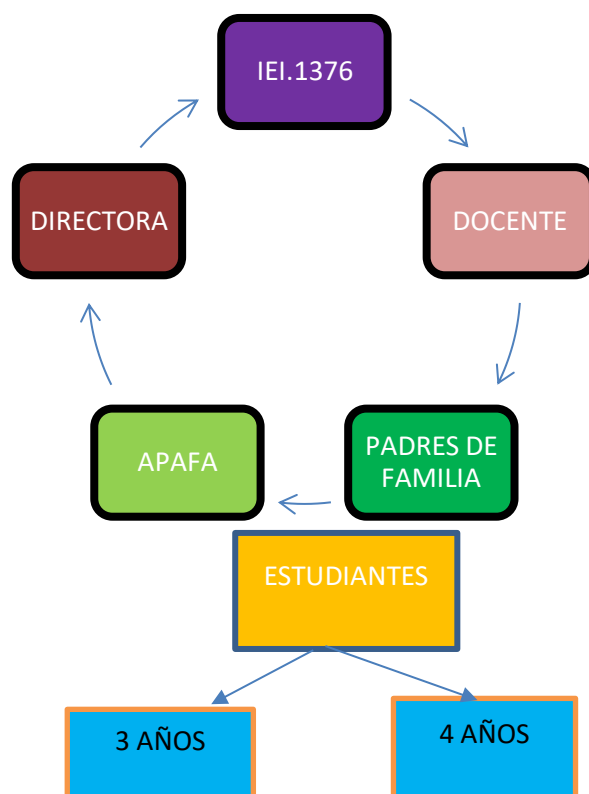 IEI.1376
DIRECTORA
DOCENTE
APAFA
PADRES DE
FAMILIA
ESTUDIANTES
3 AÑOS
4 AÑOS